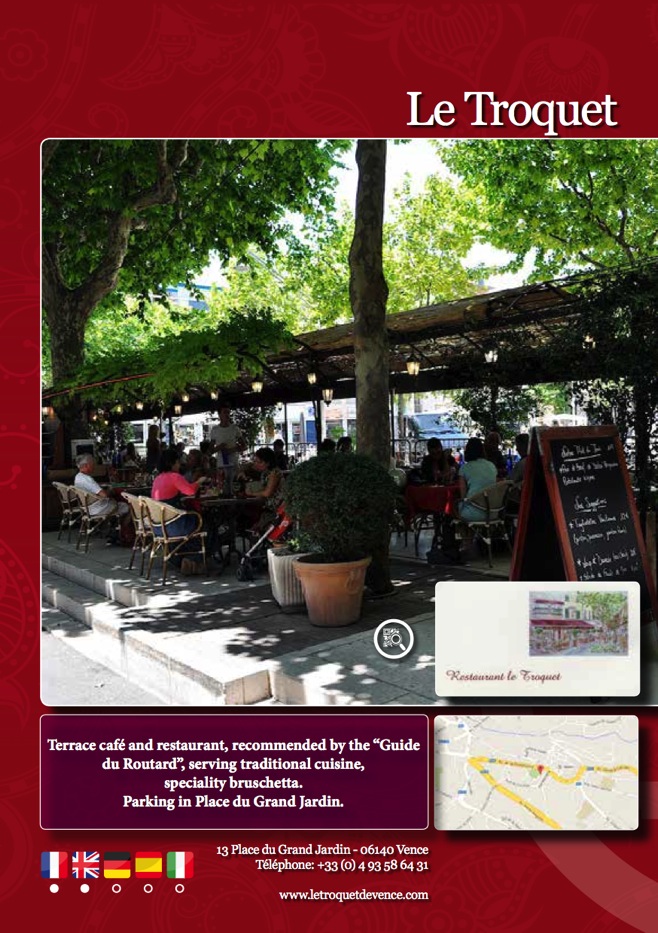 Le Troquet
Restaurant le Troquet
Terrace café and restaurant, recommended by the “Guide
du Routard”, serving traditional cuisine,
speciality bruschetta.
Parking in Place du Grand Jardin.
13 Place du Grand Jardin - 06140 Vence
Téléphone: +33 (0) 4 93 58 64 31
www.letroquetdevence.com